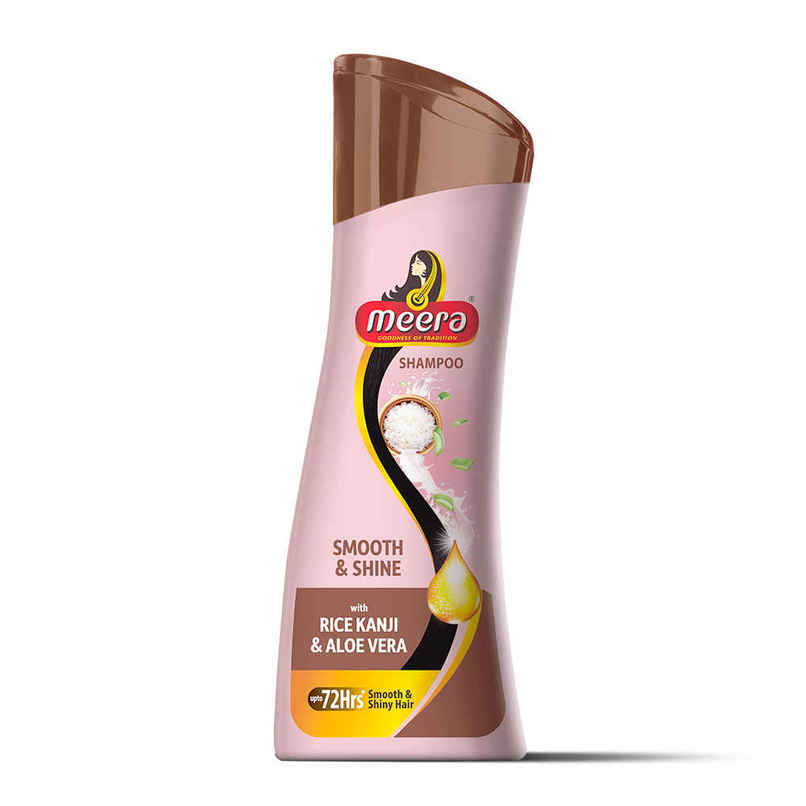 meera
®
GOODNESS OF TRADITION
SHAMPOO
SMOOTH
& SHINE
with
RICE KANJI
& ALOE VERA
upto 72Hrs* Smooth &
Shiny Hair